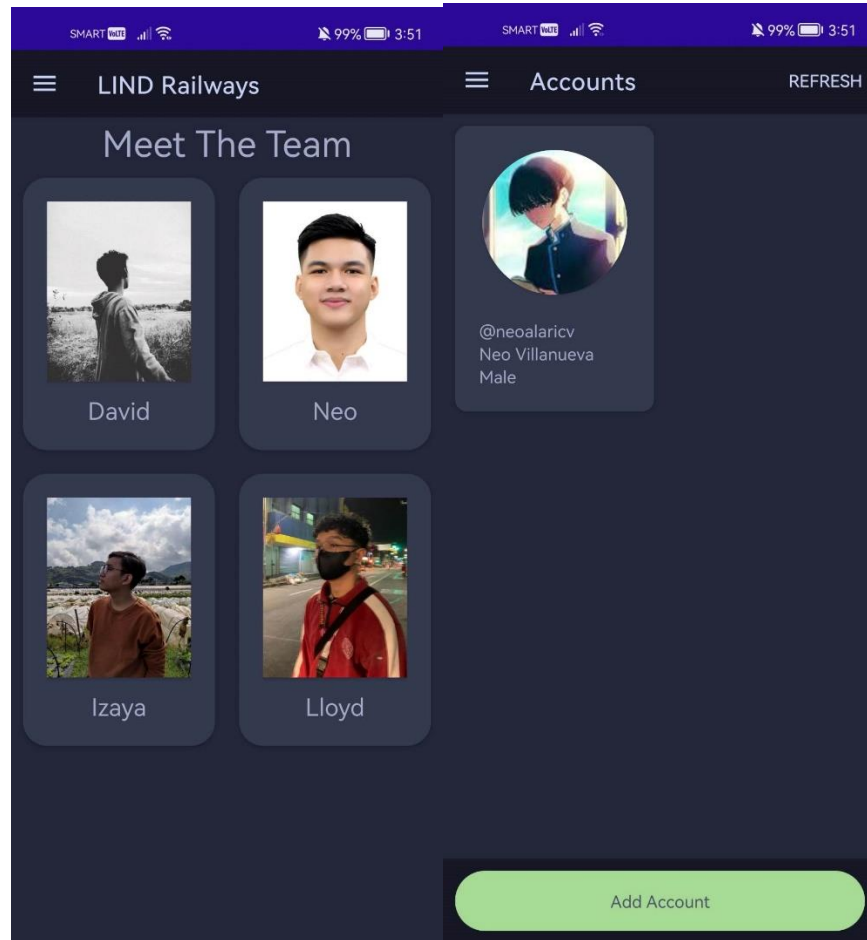 SMART VoLTE 99% 3:51
LIND Railways
Meet The Team
David
Neo
Izaya
Lloyd
SMART VoLTE 99% 3:51
Accounts
REFRESH
@neoalaricv
Neo Villanueva
Male
Add Account